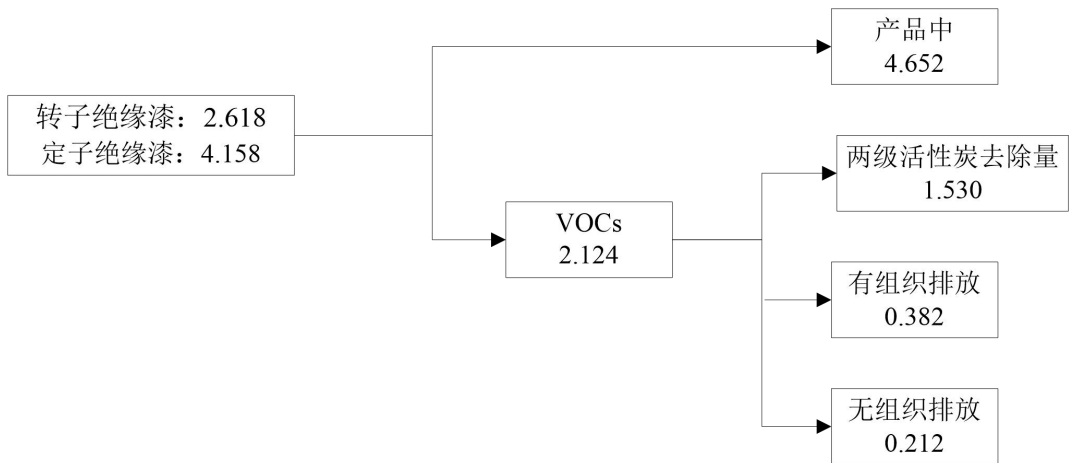 产品中
4.652
转子绝缘漆：2.618
定子绝缘漆：4.158
两级活性炭去除量
1.530
VOCs
2.124
有组织排放
0.382
无组织排放
0.212